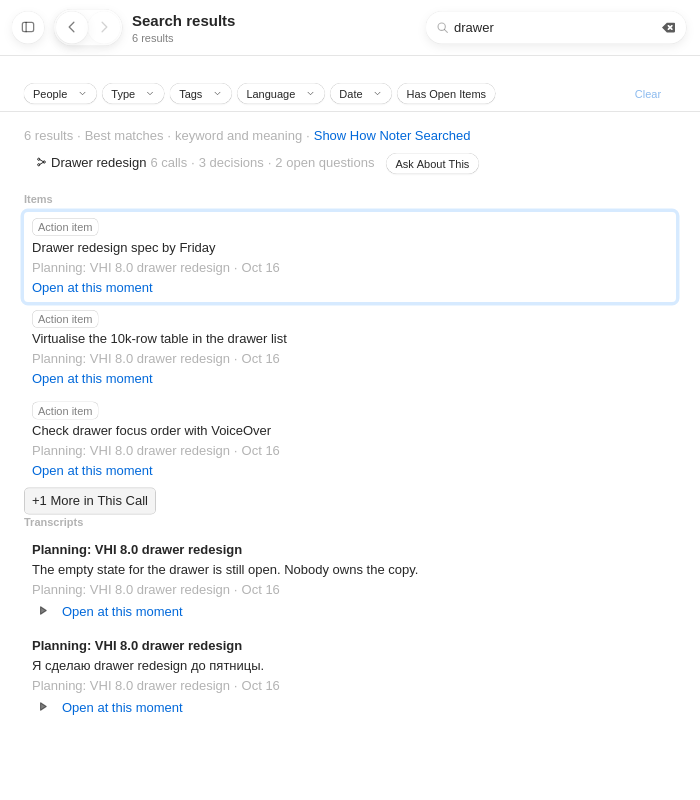 Search results
6 results
drawer
People
Type
Tags
Language
Date
Has Open Items
Clear
6 results · Best matches · keyword and meaning · Show How Noter Searched
Drawer redesign 6 calls · 3 decisions · 2 open questions
Ask About This
Items
Action item
Drawer redesign spec by Friday
Planning: VHI 8.0 drawer redesign · Oct 16
Open at this moment
Action item
Virtualise the 10k-row table in the drawer list
Planning: VHI 8.0 drawer redesign · Oct 16
Open at this moment
Action item
Check drawer focus order with VoiceOver
Planning: VHI 8.0 drawer redesign · Oct 16
Open at this moment
+1 More in This Call
Transcripts
Planning: VHI 8.0 drawer redesign
The empty state for the drawer is still open. Nobody owns the copy.
Planning: VHI 8.0 drawer redesign · Oct 16
Open at this moment
Planning: VHI 8.0 drawer redesign
Я сделаю drawer redesign до пятницы.
Planning: VHI 8.0 drawer redesign · Oct 16
Open at this moment